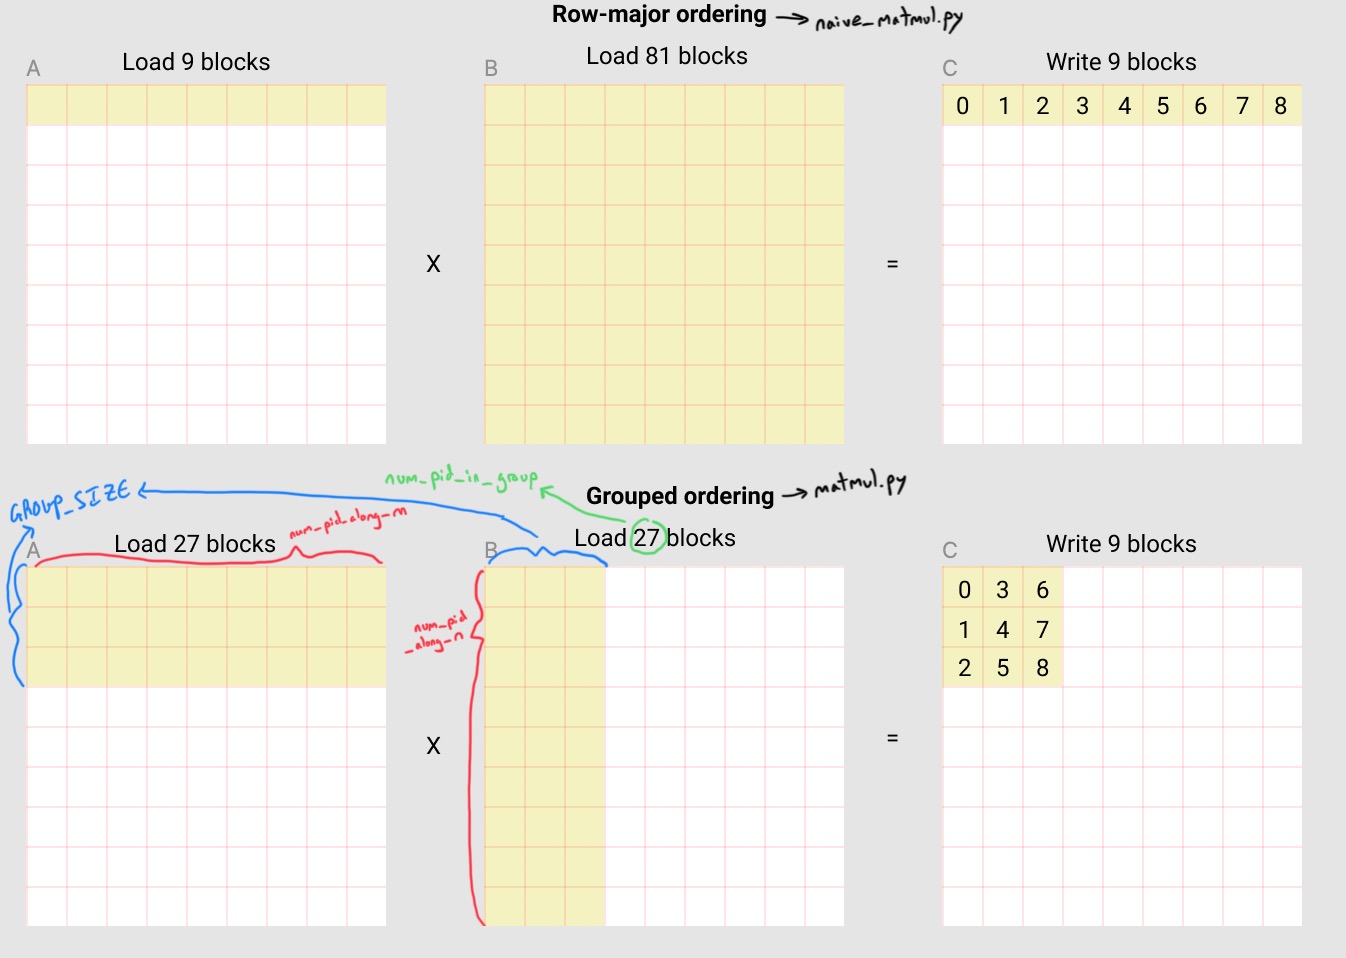 Row-major ordering → naive_matmul.py
A
Load 9 blocks
B
Load 81 blocks
C
Write 9 blocks
0 1 2 3 4 5 6 7 8
X
=
GROUP_SIZE
num_pid_in_group
Grouped ordering → matmul.py
num_pid_along_m
A
Load 27 blocks
B
Load 27 blocks
C
Write 9 blocks
0 3 6
1 4 7
2 5 8
num_pid
_along_n
X
=